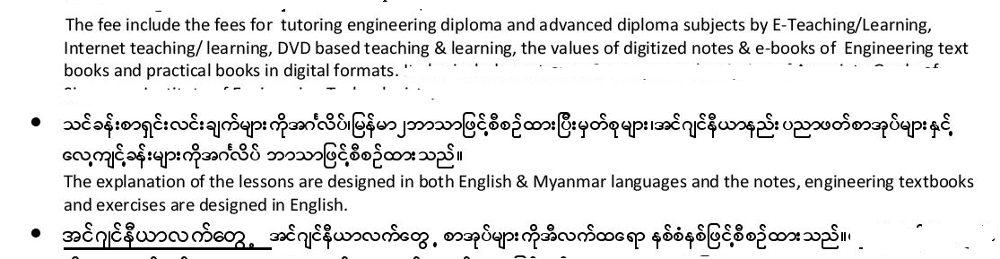 The fee include the fees for tutoring engineering diploma and advanced diploma subjects by E-Teaching/Learning,
Internet teaching/ learning, DVD based teaching & learning, the values of digitized notes & e-books of Engineering text
books and practical books in digital formats.
• သင်ခန်းစာရှင်းလင်းချက်များကိုအင်္ဂလိပ်၊မြန်မာ၂ဘာသာဖြင့်စီစဉ်ထားပြီးမှတ်စုများ၊အင်ဂျင်နီယာနည်းပညာဖတ်စာအုပ်များနှင့်
လေ့ကျင့်ခန်းများကိုအင်္ဂလိပ် ဘာသာဖြင့်စီစဉ်ထားသည်။
The explanation of the lessons are designed in both English & Myanmar languages and the notes, engineering textbooks
and exercises are designed in English.
• အင်ဂျင်နီယာလက်တွေ့ အင်ဂျင်နီယာလက်တွေ့ စာအုပ်များကိုအီလက်ထရော နစ်စံနစ်ဖြင့်စီစဉ်ထားသည်။